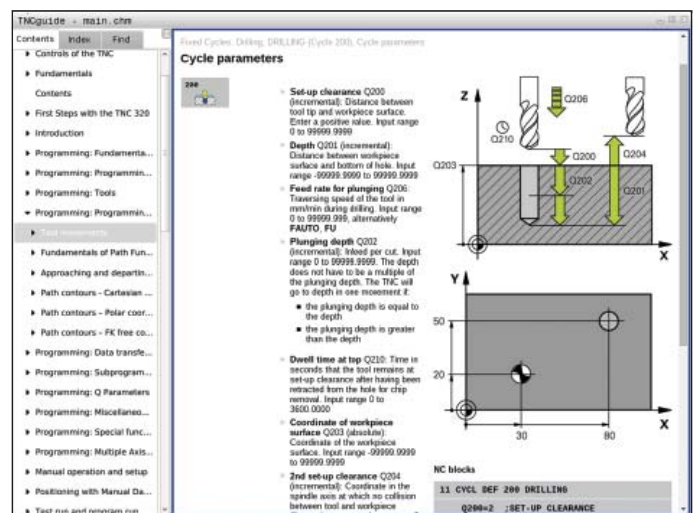 TNCguide - main.chm
Contents Index Find
Controls of the TNC
Fundamentals
Contents
First Steps with the TNC 320
Introduction
Programming: Fundamenta...
Programming: Programmin...
Programming: Tools
Programming: Programmin...
Tool movements
Fundamentals of Path Fun...
Approaching and departin...
Path contours - Cartesian ...
Path contours - Polar coor...
Path contours - FK free co...
Programming: Data transfe...
Programming: Subprogram...
Programming: Q Parameters
Programming: Miscellaneo...
Programming: Special func...
Programming: Multiple Axis...
Manual operation and setup
Positioning with Manual Da...
Test run and program run
Fixed Cycles: Drilling, DRILLING (Cycle 200), Cycle parameters
Cycle parameters
200
Set-up clearance Q200
(incremental): Distance between
tool tip and workpiece surface.
Enter a positive value. Input range
0 to 99999.9999
Depth Q201 (incremental):
Distance between workpiece
surface and bottom of hole. Input
range -99999.9999 to 99999.9999
Feed rate for plunging Q206:
Traversing speed of the tool in
mm/min during drilling. Input range
0 to 99999.999, alternatively
FAUTO, FU
Plunging depth Q202
(incremental): Infeed per cut. Input
range 0 to 99999.9999. The depth
does not have to be a multiple of
the plunging depth. The TNC will
go to depth in one movement if:
the plunging depth is equal to
the depth
the plunging depth is greater
than the depth
Dwell time at top Q210: Time in
seconds that the tool remains at
set-up clearance after having been
retracted from the hole for chip
removal. Input range 0 to
3600.0000
Coordinate of workpiece
surface Q203 (absolute):
Coordinate of the workpiece
surface. Input range -99999.9999
to 99999.9999
2nd set-up clearance Q204
(incremental): Coordinate in the
spindle axis at which no collision
between tool and workpiece
Z
Q206
Q210
Q200
Q204
Q203
Q202
Q201
X
Y
50
20
30
80
X
NC blocks
11 CYCL DEF 200 DRILLING
Q200=2 ;SET-UP CLEARANCE